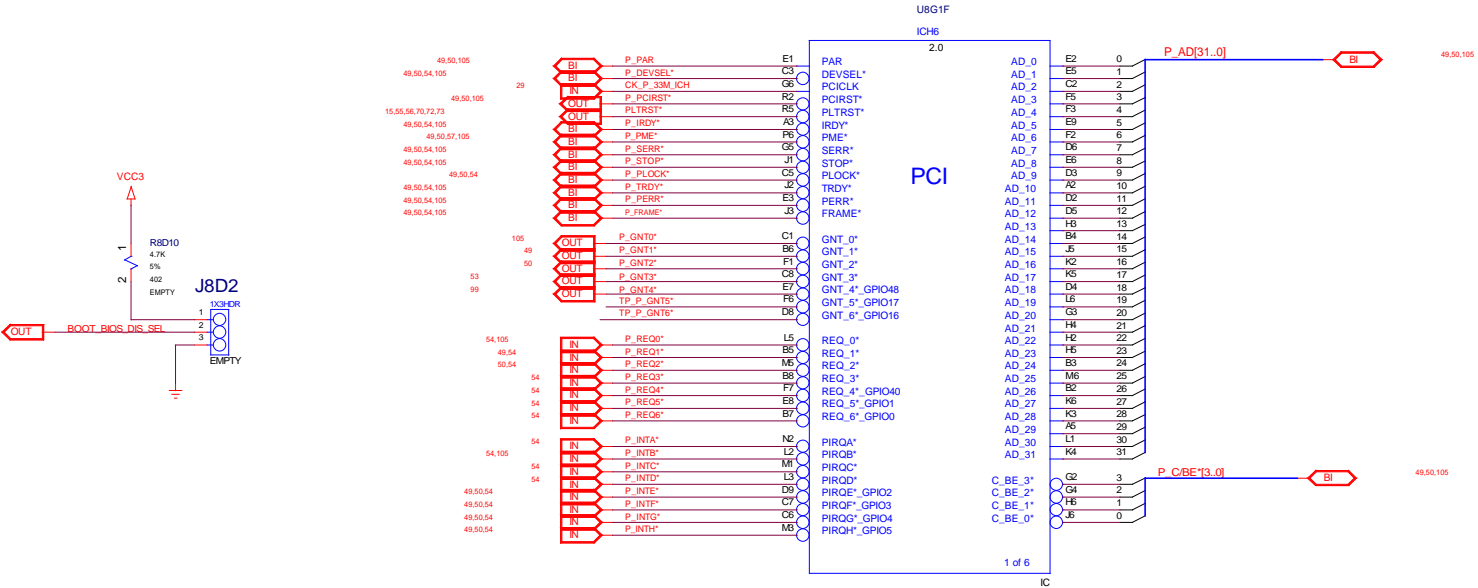 U8G1F
ICH6
2.0
PCI
1 of 6
IC
49,50,105 BI P_PAR E1 PAR
49,50,54,105 BI P_DEVSEL* C3 DEVSEL*
29 IN CK_P_33M_ICH G6 PCICLK
49,50,105 OUT P_PCIRST* R2 PCIRST*
15,55,56,70,72,73 OUT PLTRST* R5 PLTRST*
49,50,54,105 BI P_IRDY* A3 IRDY*
49,50,57,105 BI P_PME* P6 PME*
49,50,54,105 BI P_SERR* G5 SERR*
49,50,54,105 BI P_STOP* J1 STOP*
49,50,54 BI P_PLOCK* C5 PLOCK*
49,50,54,105 BI P_TRDY* J2 TRDY*
49,50,54,105 BI P_PERR* E3 PERR*
49,50,54,105 BI P_FRAME* J3 FRAME*
105 OUT P_GNT0* C1 GNT_0*
49 OUT P_GNT1* B6 GNT_1*
50 OUT P_GNT2* F1 GNT_2*
53 OUT P_GNT3* C8 GNT_3*
99 OUT P_GNT4* E7 GNT_4*_GPIO48
TP_P_GNT5* F6 GNT_5*_GPIO17
TP_P_GNT6* D8 GNT_6*_GPIO16
54,105 IN P_REQ0* L5 REQ_0*
49,54 IN P_REQ1* B5 REQ_1*
50,54 IN P_REQ2* M5 REQ_2*
54 IN P_REQ3* B8 REQ_3*
54 IN P_REQ4* F7 REQ_4*_GPIO40
54 IN P_REQ5* E8 REQ_5*_GPIO1
54 IN P_REQ6* B7 REQ_6*_GPIO0
54 IN P_INTA* N2 PIRQA*
54,105 IN P_INTB* L2 PIRQB*
54 IN P_INTC* M1 PIRQC*
54 IN P_INTD* L3 PIRQD*
49,50,54 IN P_INTE* D9 PIRQE*_GPIO2
49,50,54 IN P_INTF* C7 PIRQF*_GPIO3
49,50,54 IN P_INTG* C6 PIRQG*_GPIO4
49,50,54 IN P_INTH* M3 PIRQH*_GPIO5
AD_0 E2 0 P_AD[31..0] BI 49,50,105
AD_1 E5 1
AD_2 C2 2
AD_3 F5 3
AD_4 F3 4
AD_5 E9 5
AD_6 F2 6
AD_7 D6 7
AD_8 E6 8
AD_9 D3 9
AD_10 A2 10
AD_11 D2 11
AD_12 D5 12
AD_13 H3 13
AD_14 B4 14
AD_15 J5 15
AD_16 K2 16
AD_17 K5 17
AD_18 D4 18
AD_19 L6 19
AD_20 G3 20
AD_21 H4 21
AD_22 H2 22
AD_23 H5 23
AD_24 B3 24
AD_25 M6 25
AD_26 B2 26
AD_27 K6 27
AD_28 K3 28
AD_29 A5 29
AD_30 L1 30
AD_31 K4 31
C_BE_3* G2 3 P_C/BE*[3..0] BI 49,50,105
C_BE_2* G4 2
C_BE_1* H6 1
C_BE_0* J6 0
VCC3
1
2
R8D10
4.7K
5%
402
EMPTY
J8D2
1X3HDR
1
OUT BOOT_BIOS_DIS_SEL 2
3
EMPTY